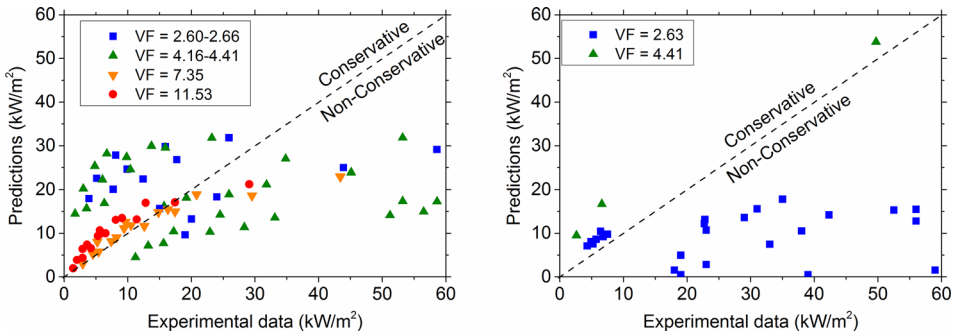 60
50
40
30
20
10
0
Predictions (kW/m²)
VF = 2.60-2.66
VF = 4.16-4.41
VF = 7.35
VF = 11.53
Conservative
Non-Conservative
0 10 20 30 40 50 60
Experimental data (kW/m²)
60
50
40
30
20
10
0
Predictions (kW/m²)
VF = 2.63
VF = 4.41
Conservative
Non-Conservative
0 10 20 30 40 50 60
Experimental data (kW/m²)